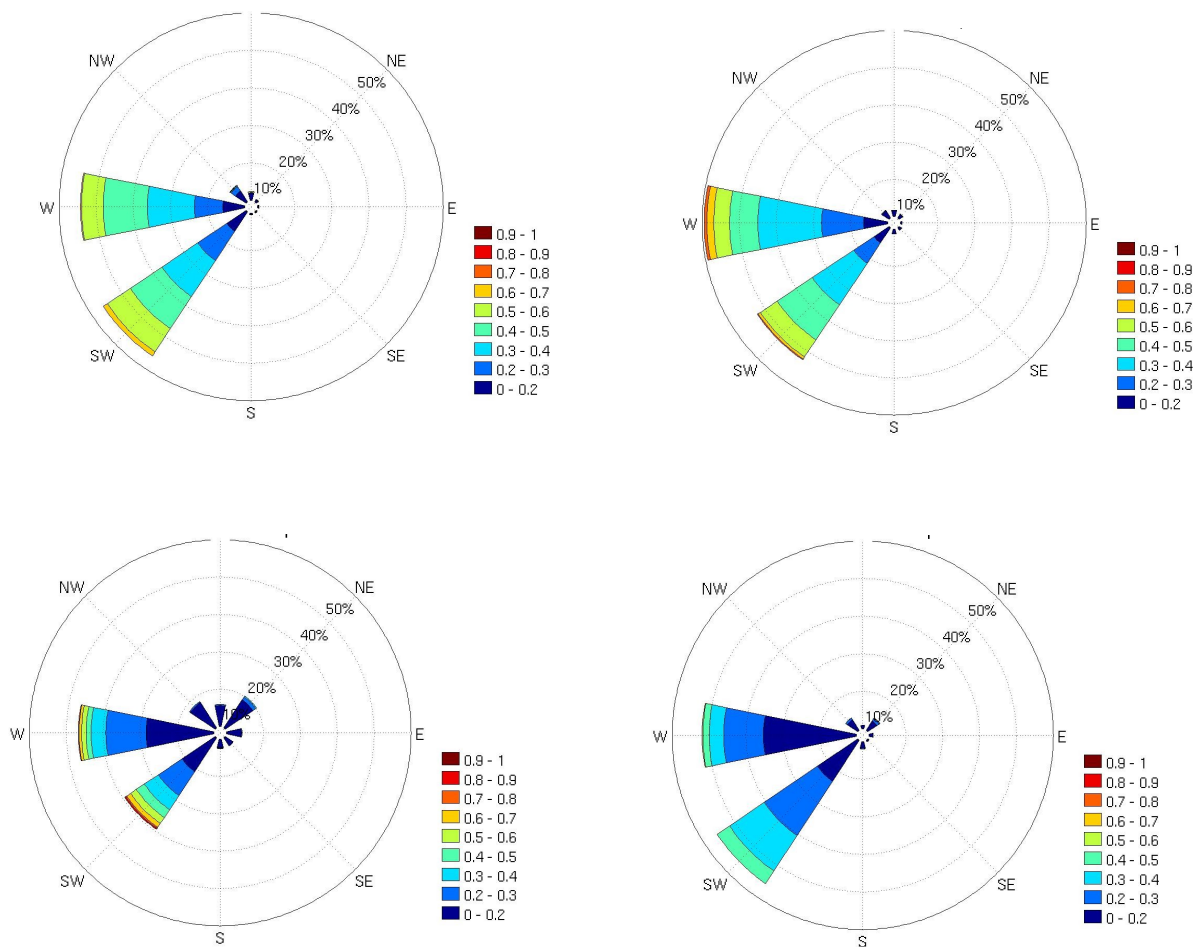 NW
NE
50%
40%
30%
20%
10%
W
E
SW
SE
S
0.9 - 1
0.8 - 0.9
0.7 - 0.8
0.6 - 0.7
0.5 - 0.6
0.4 - 0.5
0.3 - 0.4
0.2 - 0.3
0 - 0.2
NW
NE
50%
40%
30%
20%
10%
W
E
SW
SE
S
0.9 - 1
0.8 - 0.9
0.7 - 0.8
0.6 - 0.7
0.5 - 0.6
0.4 - 0.5
0.3 - 0.4
0.2 - 0.3
0 - 0.2
NW
NE
50%
40%
30%
20%
10%
W
E
SW
SE
S
0.9 - 1
0.8 - 0.9
0.7 - 0.8
0.6 - 0.7
0.5 - 0.6
0.4 - 0.5
0.3 - 0.4
0.2 - 0.3
0 - 0.2
NW
NE
50%
40%
30%
20%
10%
W
E
SW
SE
S
0.9 - 1
0.8 - 0.9
0.7 - 0.8
0.6 - 0.7
0.5 - 0.6
0.4 - 0.5
0.3 - 0.4
0.2 - 0.3
0 - 0.2